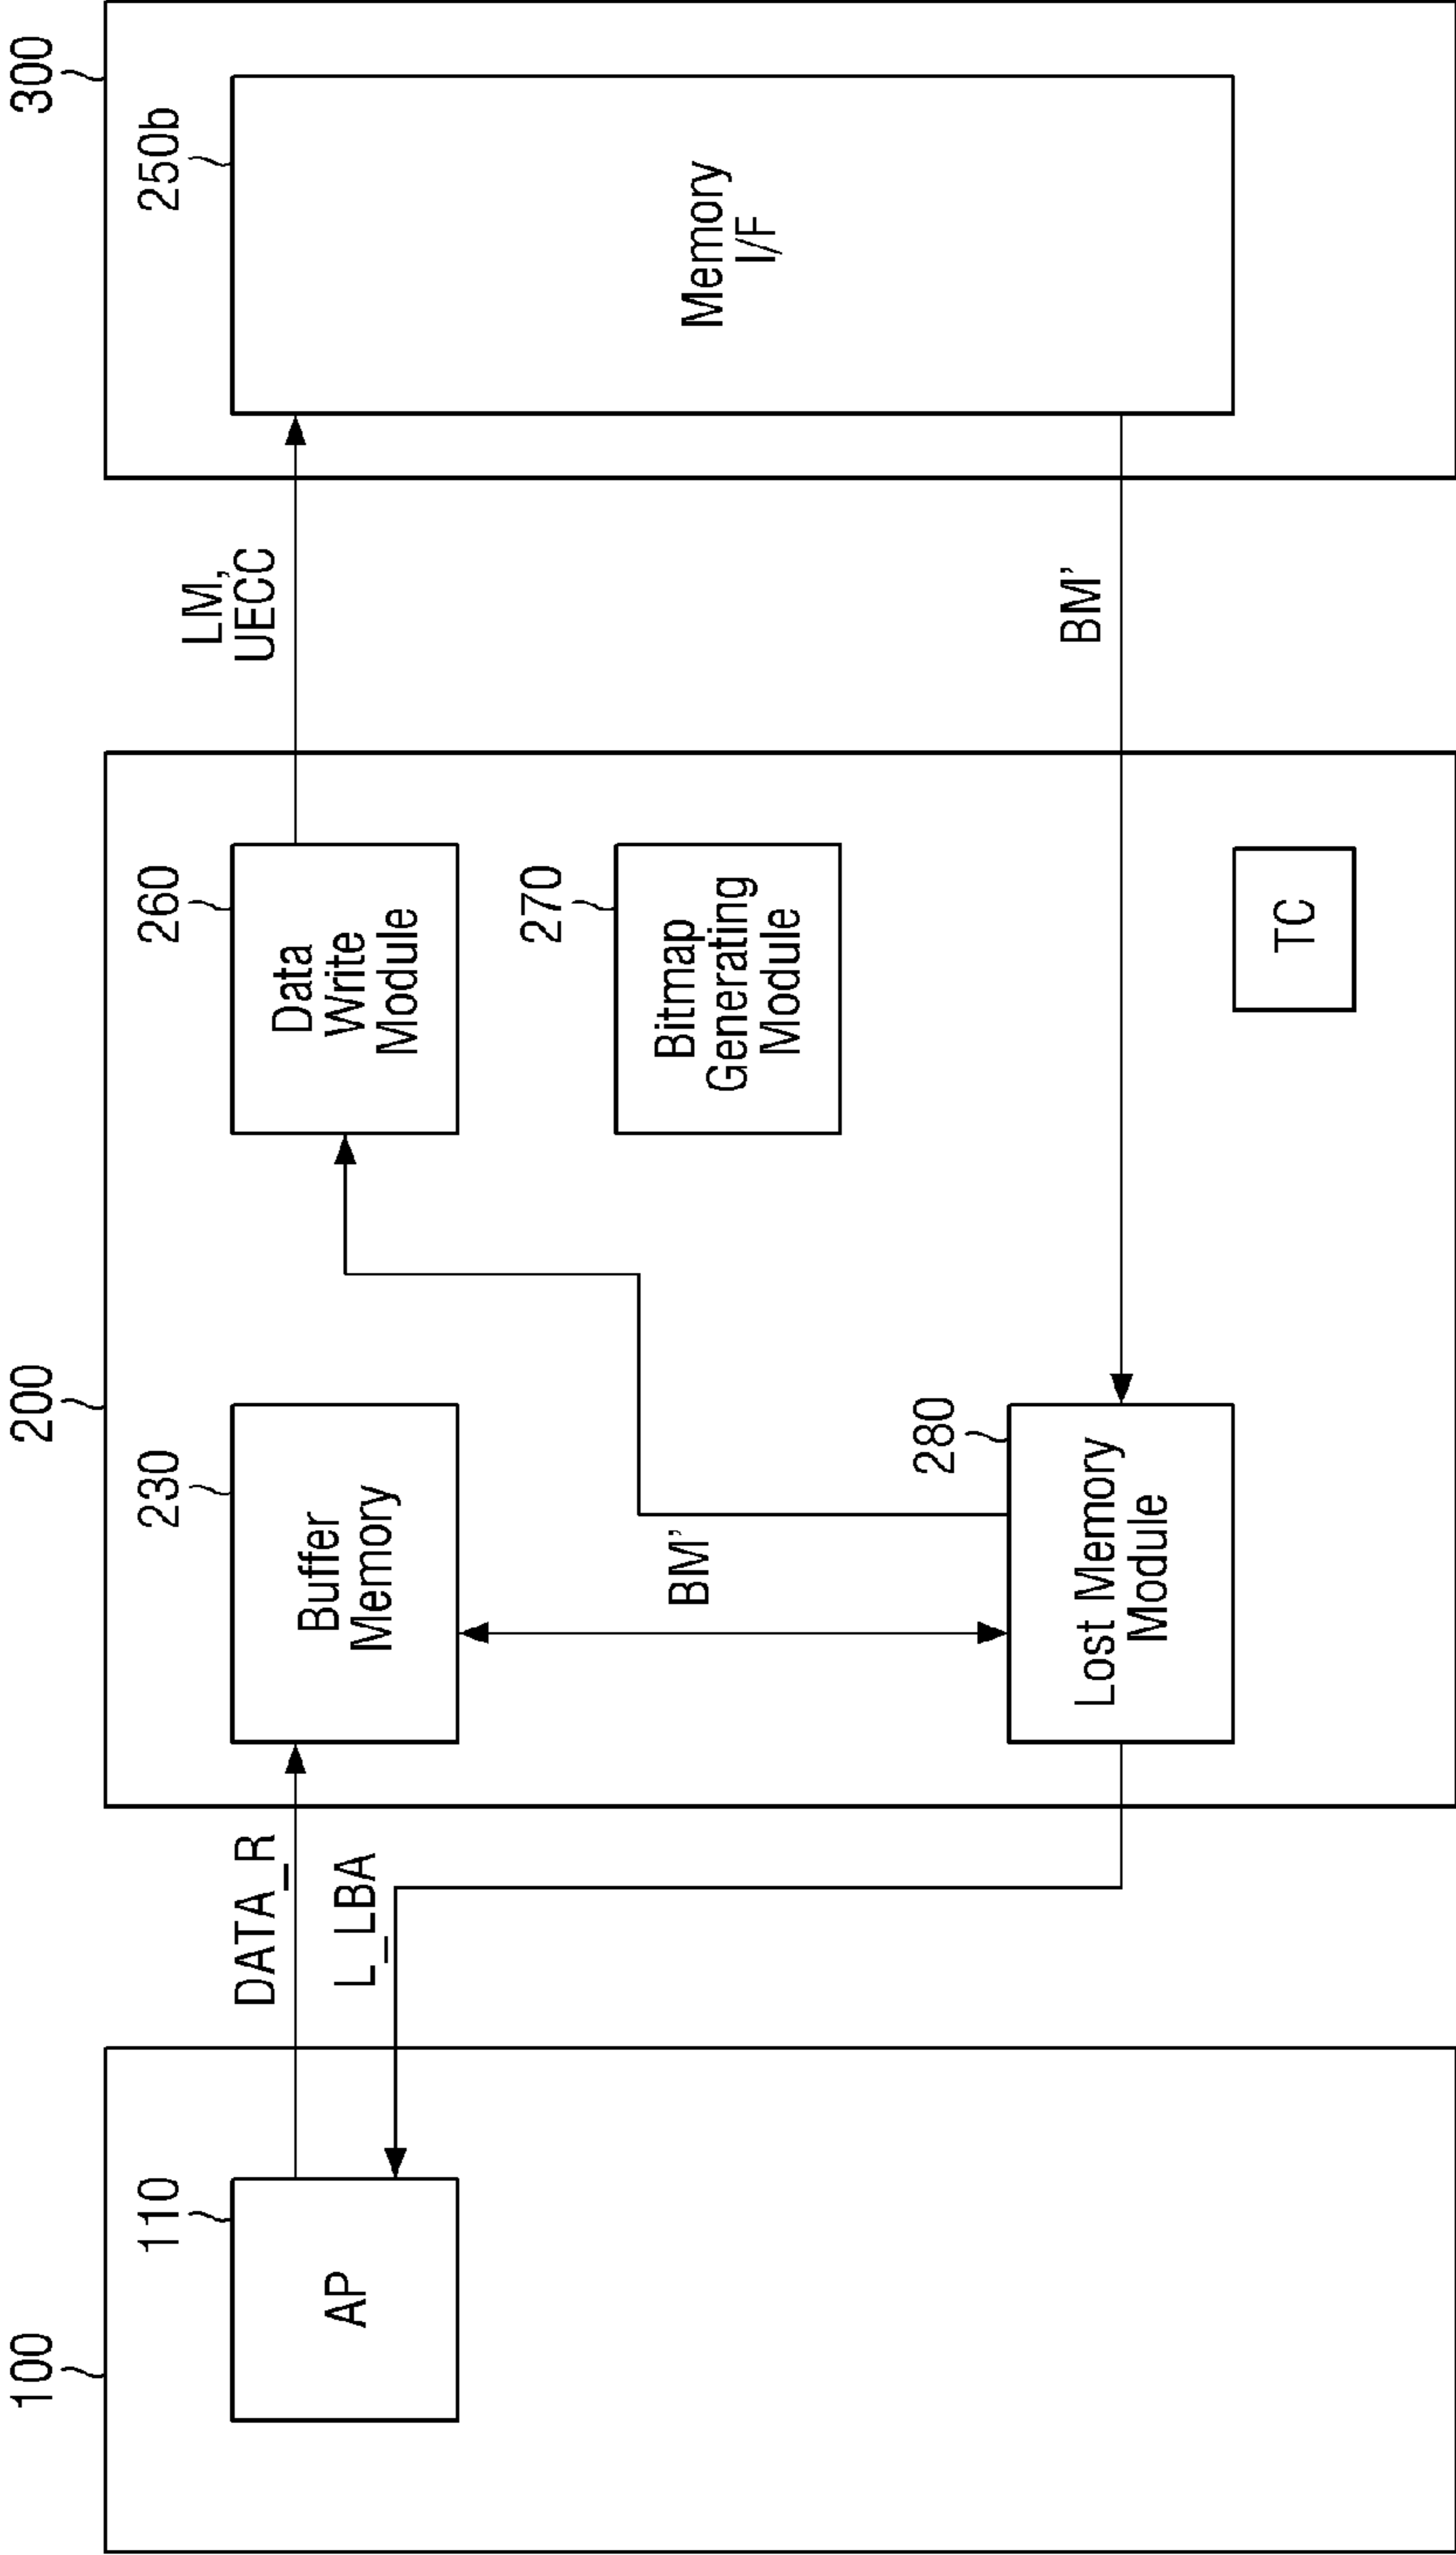 100
200
300
110
AP
DATA_R
L_LBA
230
Buffer
Memory
260
Data
Write
Module
LM,
UECC
250b
Memory
I/F
270
Bitmap
Generating
Module
BM'
280
Lost Memory
Module
BM'
TC